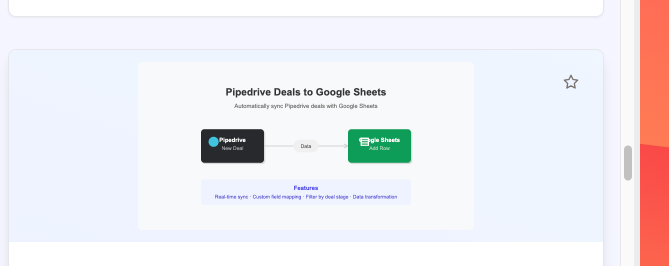 Pipedrive Deals to Google Sheets
Automatically sync Pipedrive deals with Google Sheets
Pipedrive
New Deal
Data
gle Sheets
Add Row
Features
Real-time sync · Custom field mapping · Filter by deal stage · Data transformation